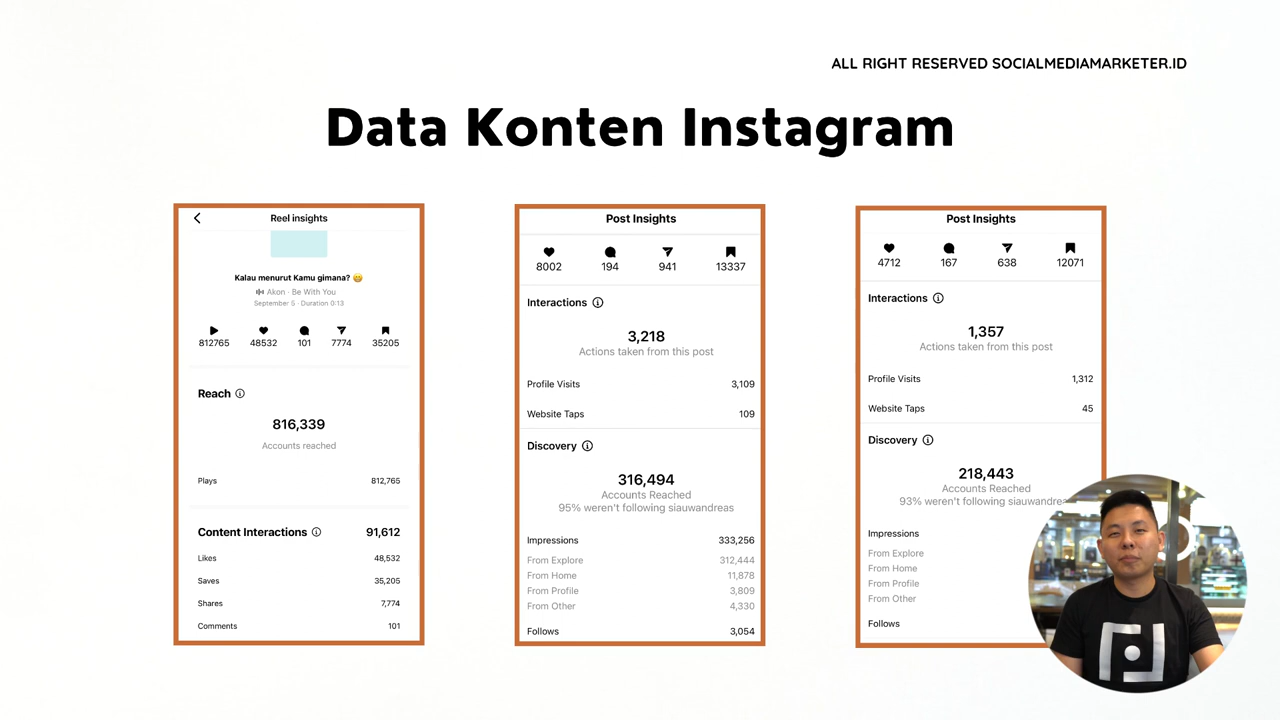 ALL RIGHT RESERVED SOCIALMEDIAMARKETER.ID
Data Konten Instagram
Reel insights
Kalau menurut Kamu gimana? 😄
Akon · Be With You
September 5 · Duration 0:13
812765 48532 101 7774 35205
Reach
816,339
Accounts reached
Plays 812,765
Content Interactions 91,612
Likes 48,532
Saves 35,205
Shares 7,774
Comments 101
Post Insights
8002 194 941 13337
Interactions
3,218
Actions taken from this post
Profile Visits 3,109
Website Taps 109
Discovery
316,494
Accounts Reached
95% weren't following siauwandreas
Impressions 333,256
From Explore 312,444
From Home 11,878
From Profile 3,809
From Other 4,330
Follows 3,054
Post Insights
4712 167 638 12071
Interactions
1,357
Actions taken from this post
Profile Visits 1,312
Website Taps 45
Discovery
218,443
Accounts Reached
93% weren't following
Impressions
From Explore
From Home
From Profile
From Other
Follows